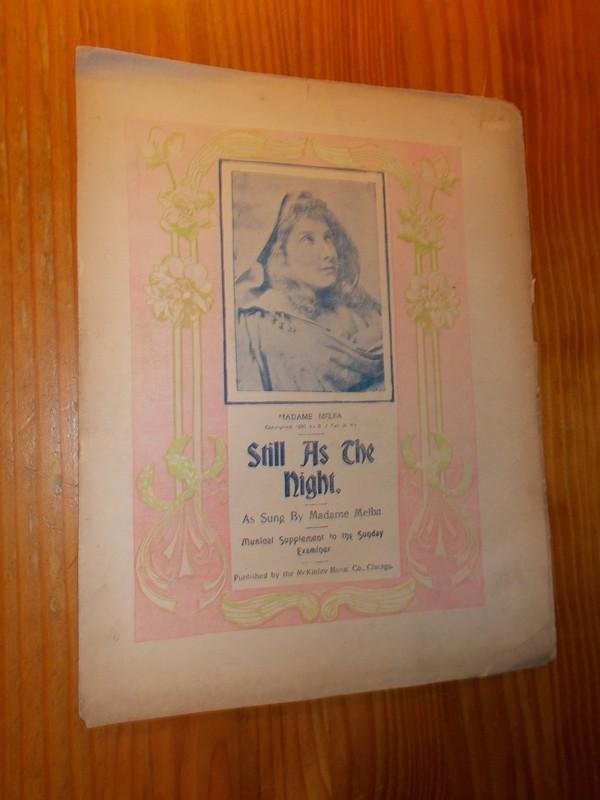 MADAME MELBA
Still As The
Night.
As Sung By Madame Melba
Musical Supplement to the Sunday
Examiner
Published by the McKinley Music Co., Chicago.